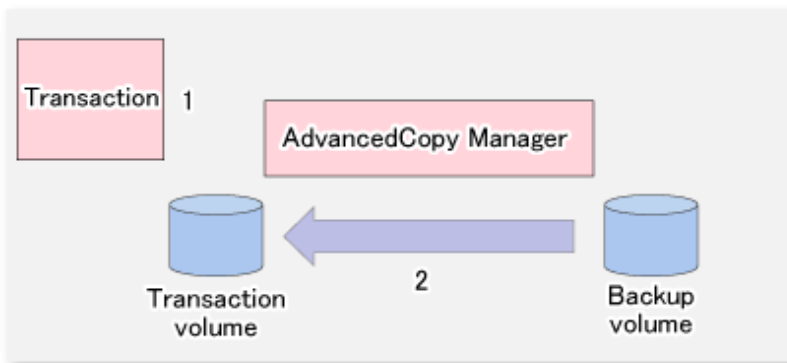 Transaction 1
AdvancedCopy Manager
2
Transaction
volume
Backup
volume